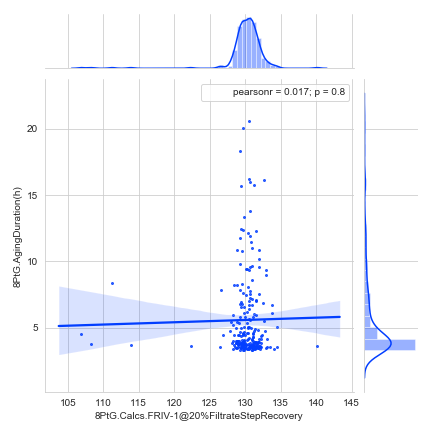 pearsonr = 0.017; p = 0.8
20
15
10
5
8PtG.AgingDuration(h)
105 110 115 120 125 130 135 140 145
8PtG.Calcs.FRIV-1@20%FiltrateStepRecovery